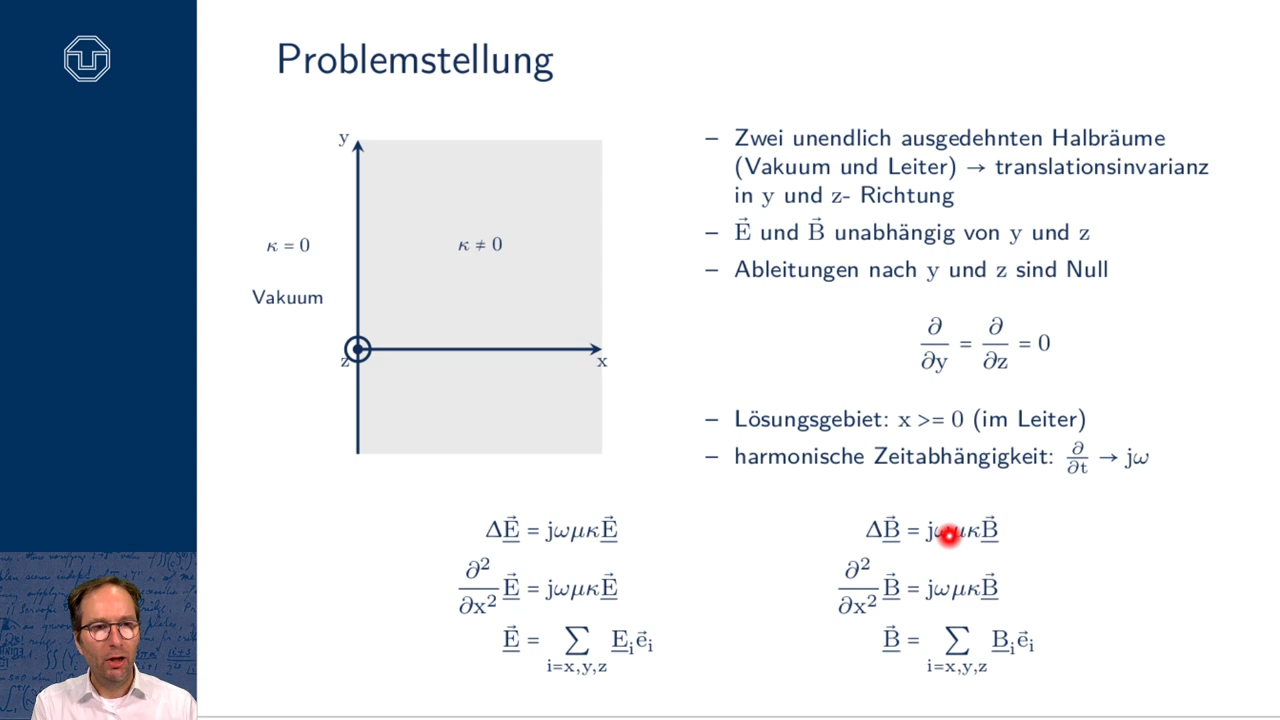 Problemstellung
y
κ = 0
κ ≠ 0
Vakuum
z
x
– Zwei unendlich ausgedehnten Halbräume
(Vakuum und Leiter) → translationsinvarianz
in y und z- Richtung
– E⃗ und B⃗ unabhängig von y und z
– Ableitungen nach y und z sind Null
∂/∂y = ∂/∂z = 0
– Lösungsgebiet: x >= 0 (im Leiter)
– harmonische Zeitabhängigkeit: ∂/∂t → jω
ΔE⃗ = jωμκE⃗
∂²/∂x² E⃗ = jωμκE⃗
E⃗ = ∑ i=x,y,z E_i e⃗_i
ΔB⃗ = jωμκB⃗
∂²/∂x² B⃗ = jωμκB⃗
B⃗ = ∑ i=x,y,z B_i e⃗_i